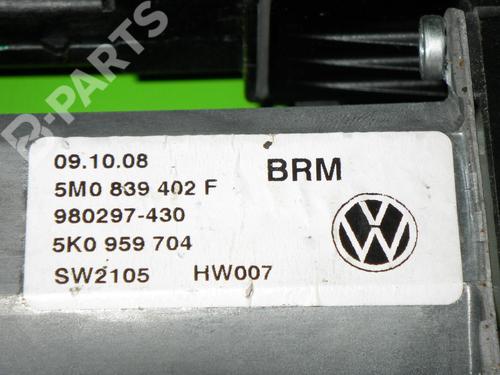 B-PARTS
09.10.08 BRM
5M0 839 402 F
980297-430
5K0 959 704
SW2105 HW007